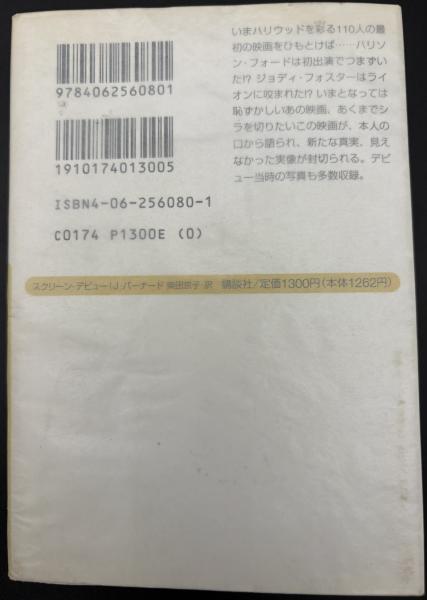 いまハリウッドを彩る110人の最
初の映画をひもとけば……ハリソ
ン・フォードは初出演でつまずい
た!? ジョディ・フォスターはライ
オンに咬まれた!? いまとなっては
恥ずかしいあの映画、あくまでシ
ラを切りたいこの映画が、本人の
口から語られ、新たな真実、見え
なかった実像が封切られる。デビ
ュー当時の写真も多数収録。
9784062560801
1910174013005
ISBN4-06-256080-1
C0174 P1300E (0)
スクリーン・デビュー/J.バーナード 柴田京子 訳 講談社/定価1300円(本体1262円)